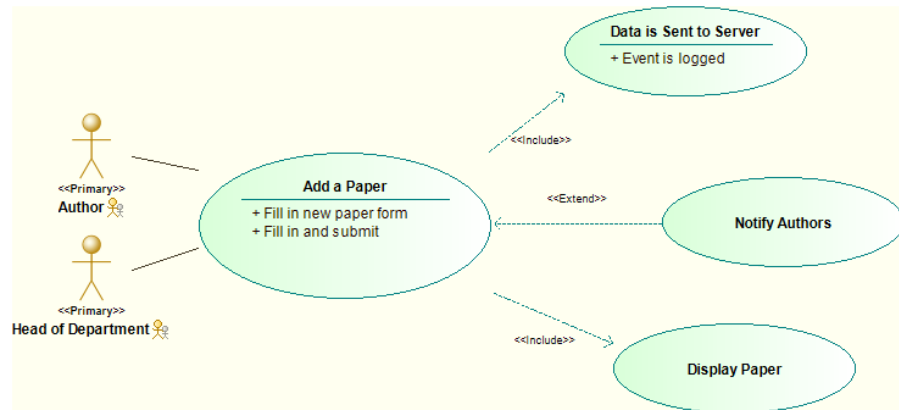 Data is Sent to Server
+ Event is logged
<<Include>>
<<Primary>>
Author
Add a Paper
+ Fill in new paper form
+ Fill in and submit
<<Extend>>
Notify Authors
<<Primary>>
Head of Department
<<Include>>
Display Paper